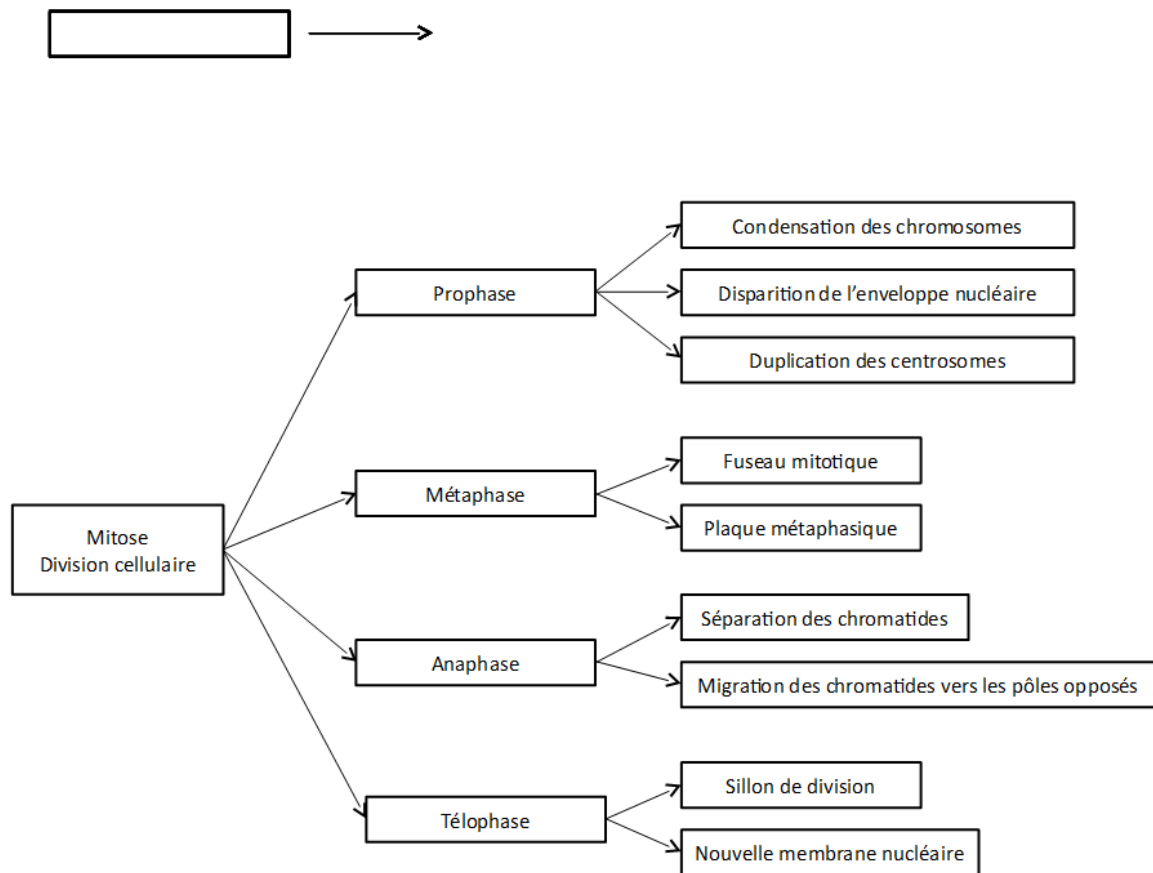 Mitose
Division cellulaire
Prophase
Condensation des chromosomes
Disparition de l’enveloppe nucléaire
Duplication des centrosomes
Métaphase
Fuseau mitotique
Plaque métaphasique
Anaphase
Séparation des chromatides
Migration des chromatides vers les pôles opposés
Télophase
Sillon de division
Nouvelle membrane nucléaire